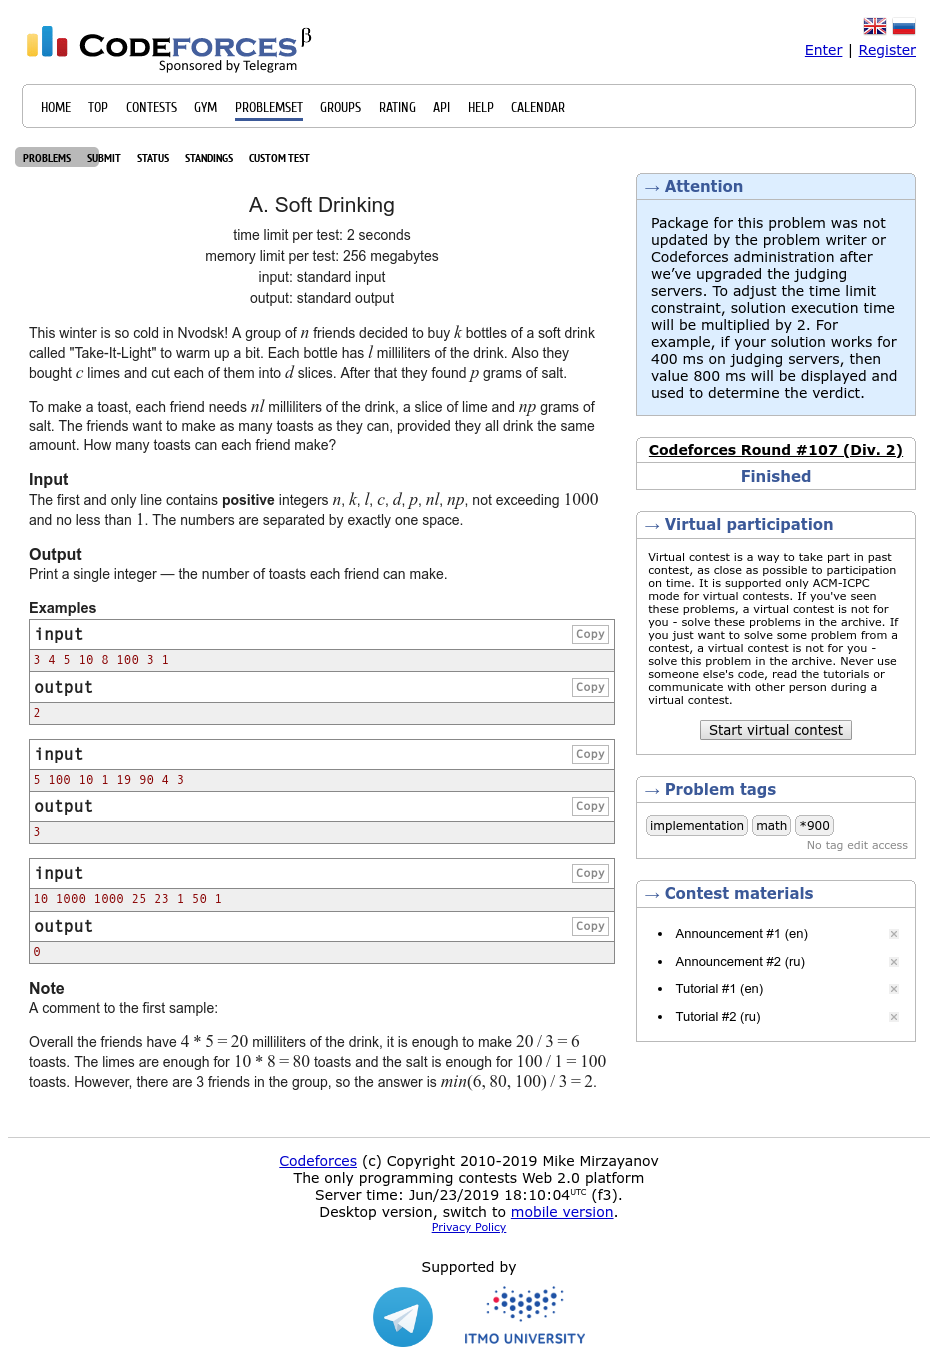 CODEFORCES β
Sponsored by Telegram
Enter | Register
HOME TOP CONTESTS GYM PROBLEMSET GROUPS RATING API HELP CALENDAR
PROBLEMS SUBMIT STATUS STANDINGS CUSTOM TEST
A. Soft Drinking
time limit per test: 2 seconds
memory limit per test: 256 megabytes
input: standard input
output: standard output
This winter is so cold in Nvodsk! A group of n friends decided to buy k bottles of a soft drink
called "Take-It-Light" to warm up a bit. Each bottle has l milliliters of the drink. Also they
bought c limes and cut each of them into d slices. After that they found p grams of salt.
To make a toast, each friend needs nl milliliters of the drink, a slice of lime and np grams of
salt. The friends want to make as many toasts as they can, provided they all drink the same
amount. How many toasts can each friend make?
Input
The first and only line contains positive integers n, k, l, c, d, p, nl, np, not exceeding 1000
and no less than 1. The numbers are separated by exactly one space.
Output
Print a single integer — the number of toasts each friend can make.
Examples
input Copy
3 4 5 10 8 100 3 1
output Copy
2
input Copy
5 100 10 1 19 90 4 3
output Copy
3
input Copy
10 1000 1000 25 23 1 50 1
output Copy
0
Note
A comment to the first sample:
Overall the friends have 4 * 5 = 20 milliliters of the drink, it is enough to make 20 / 3 = 6
toasts. The limes are enough for 10 * 8 = 80 toasts and the salt is enough for 100 / 1 = 100
toasts. However, there are 3 friends in the group, so the answer is min(6, 80, 100) / 3 = 2.
→ Attention
Package for this problem was not
updated by the problem writer or
Codeforces administration after
we’ve upgraded the judging
servers. To adjust the time limit
constraint, solution execution time
will be multiplied by 2. For
example, if your solution works for
400 ms on judging servers, then
value 800 ms will be displayed and
used to determine the verdict.
Codeforces Round #107 (Div. 2)
Finished
→ Virtual participation
Virtual contest is a way to take part in past
contest, as close as possible to participation
on time. It is supported only ACM-ICPC
mode for virtual contests. If you've seen
these problems, a virtual contest is not for
you - solve these problems in the archive. If
you just want to solve some problem from a
contest, a virtual contest is not for you -
solve this problem in the archive. Never use
someone else's code, read the tutorials or
communicate with other person during a
virtual contest.
Start virtual contest
→ Problem tags
implementation math *900
No tag edit access
→ Contest materials
Announcement #1 (en)
Announcement #2 (ru)
Tutorial #1 (en)
Tutorial #2 (ru)
Codeforces (c) Copyright 2010-2019 Mike Mirzayanov
The only programming contests Web 2.0 platform
Server time: Jun/23/2019 18:10:04UTC (f3).
Desktop version, switch to mobile version.
Privacy Policy
Supported by
ITMO UNIVERSITY